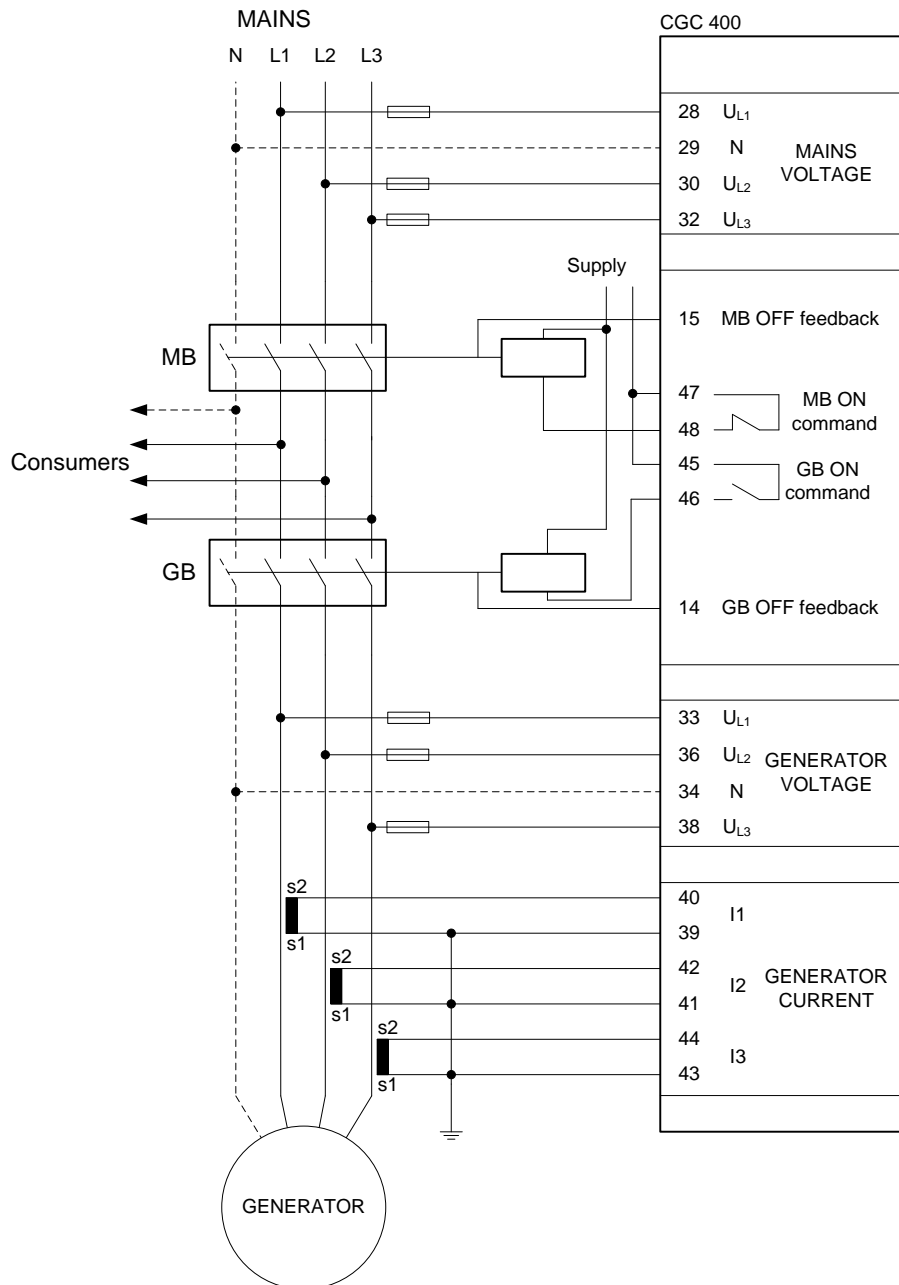 MAINS
CGC 400
N L1 L2 L3
28 UL1
29 N
30 UL2
32 UL3
MAINS
VOLTAGE
Supply
15 MB OFF feedback
MB
47
48
MB ON
command
45
46
GB ON
command
Consumers
GB
14 GB OFF feedback
33 UL1
36 UL2
34 N
38 UL3
GENERATOR
VOLTAGE
s2
s1
40
39
I1
s2
s1
42
41
I2
GENERATOR
CURRENT
s2
s1
44
43
I3
GENERATOR